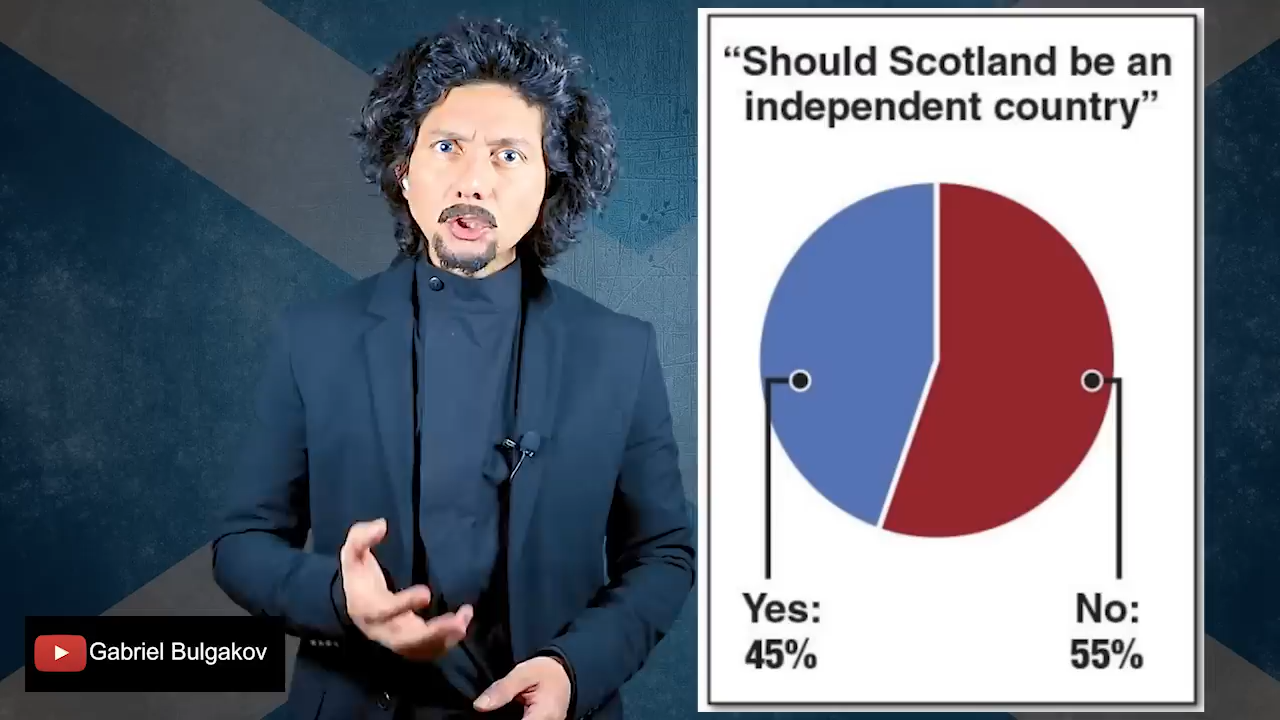 “Should Scotland be an
independent country”
Yes:
45%
No:
55%
Gabriel Bulgakov